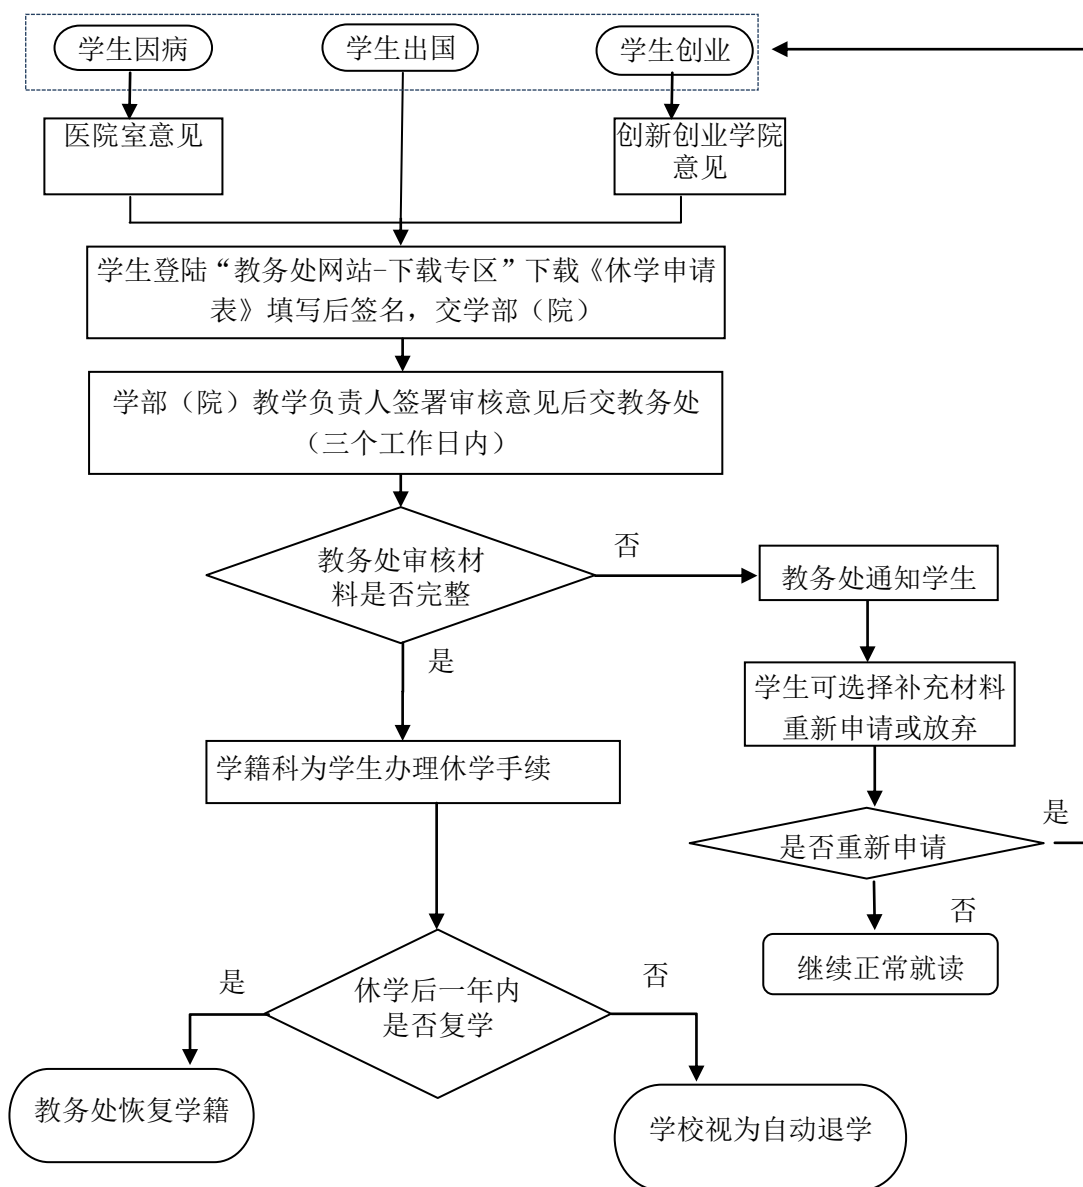 学生因病
学生出国
学生创业
医院室意见
创新创业学院
意见
学生登陆“教务处网站-下载专区”下载《休学申请
表》填写后签名，交学部（院）
学部（院）教学负责人签署审核意见后交教务处
（三个工作日内）
教务处审核材
料是否完整
否
教务处通知学生
是
学生可选择补充材料
重新申请或放弃
学籍科为学生办理休学手续
是
是否重新申请
否
继续正常就读
是
休学后一年内
是否复学
否
教务处恢复学籍
学校视为自动退学